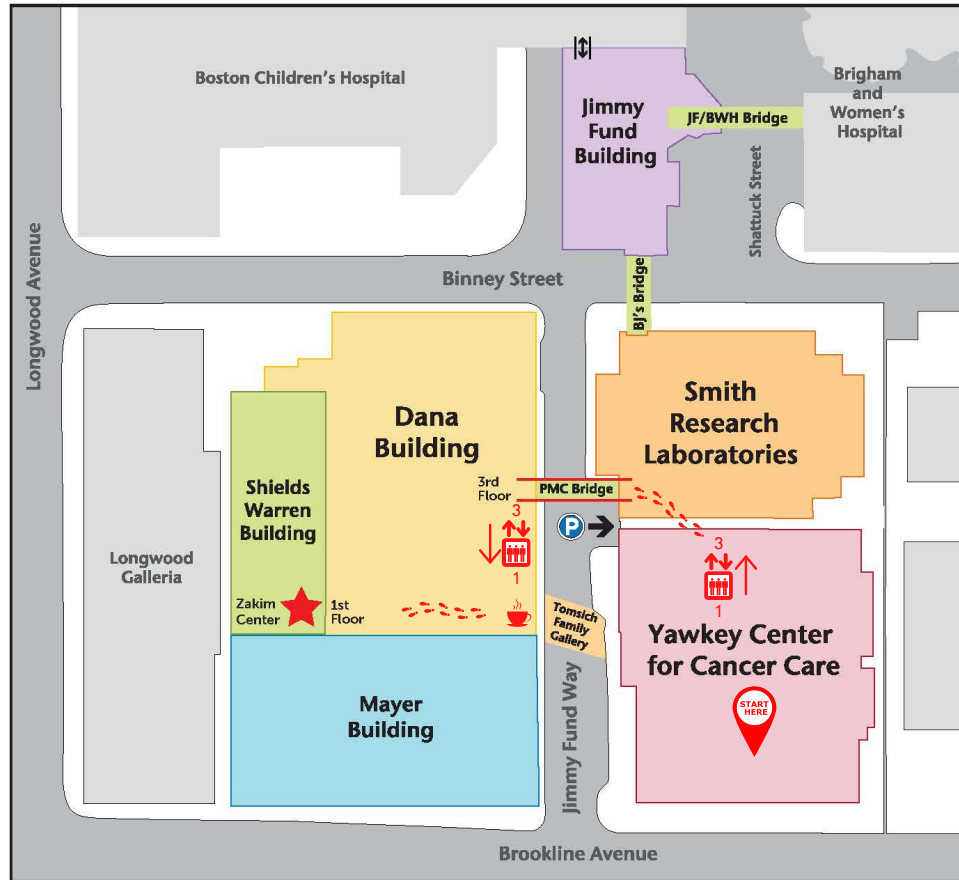 Boston Children's Hospital
Jimmy
Fund
Building
JF/BWH Bridge
Brigham
and
Women's
Hospital
Shattuck Street
Longwood Avenue
Binney Street
BJ's Bridge
Dana
Building
Smith
Research
Laboratories
3rd
Floor
PMC Bridge
3
1
P
3
1
Shields
Warren
Building
Longwood
Galleria
Zakim
Center
1st
Floor
Tomsich
Family
Gallery
Yawkey Center
for Cancer Care
START
HERE
Mayer
Building
Jimmy Fund Way
Brookline Avenue